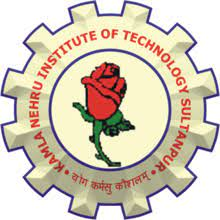 • KAMLA NEHRU INSTITUTE OF TECHNOLOGY SULTANPUR •
योग कर्मसु कौशलम्